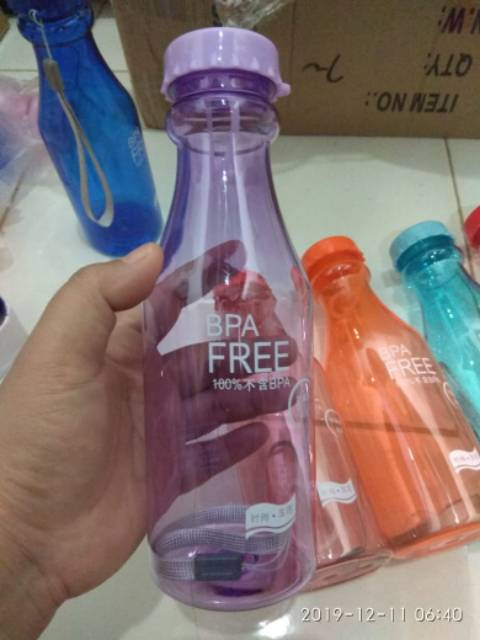 N.W:
QTY:
ITEM NO.:
BPA
FREE
100%不含BPA
BPA
FREE
2019-12-11 06:40